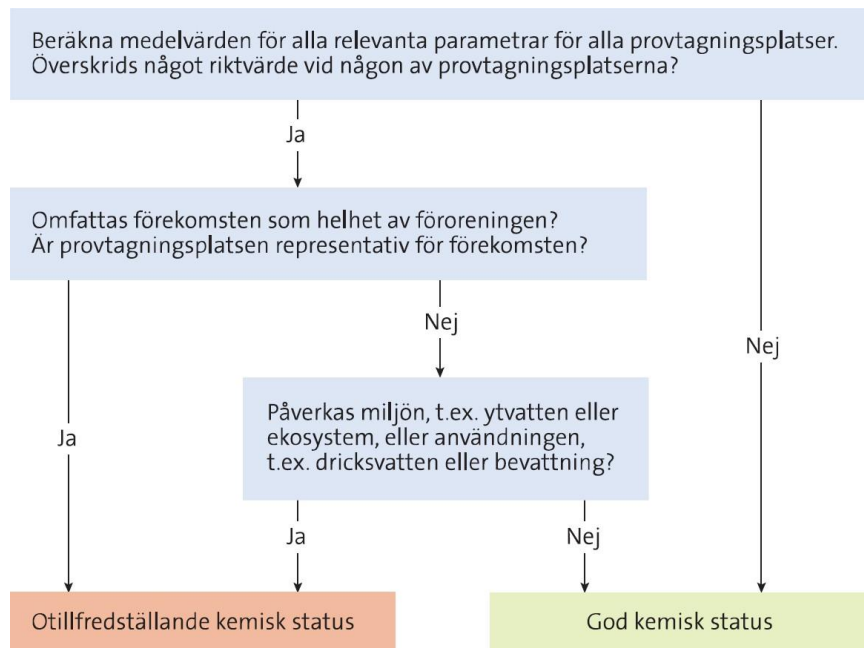 Beräkna medelvärden för alla relevanta parametrar för alla provtagningsplatser.
Överskrids något riktvärde vid någon av provtagningsplatserna?
Ja
Omfattas förekomsten som helhet av föroreningen?
Är provtagningsplatsen representativ för förekomsten?
Nej
Nej
Påverkas miljön, t.ex. ytvatten eller
ekosystem, eller användningen,
t.ex. dricksvatten eller bevattning?
Ja
Ja
Nej
Otillfredställande kemisk status
God kemisk status